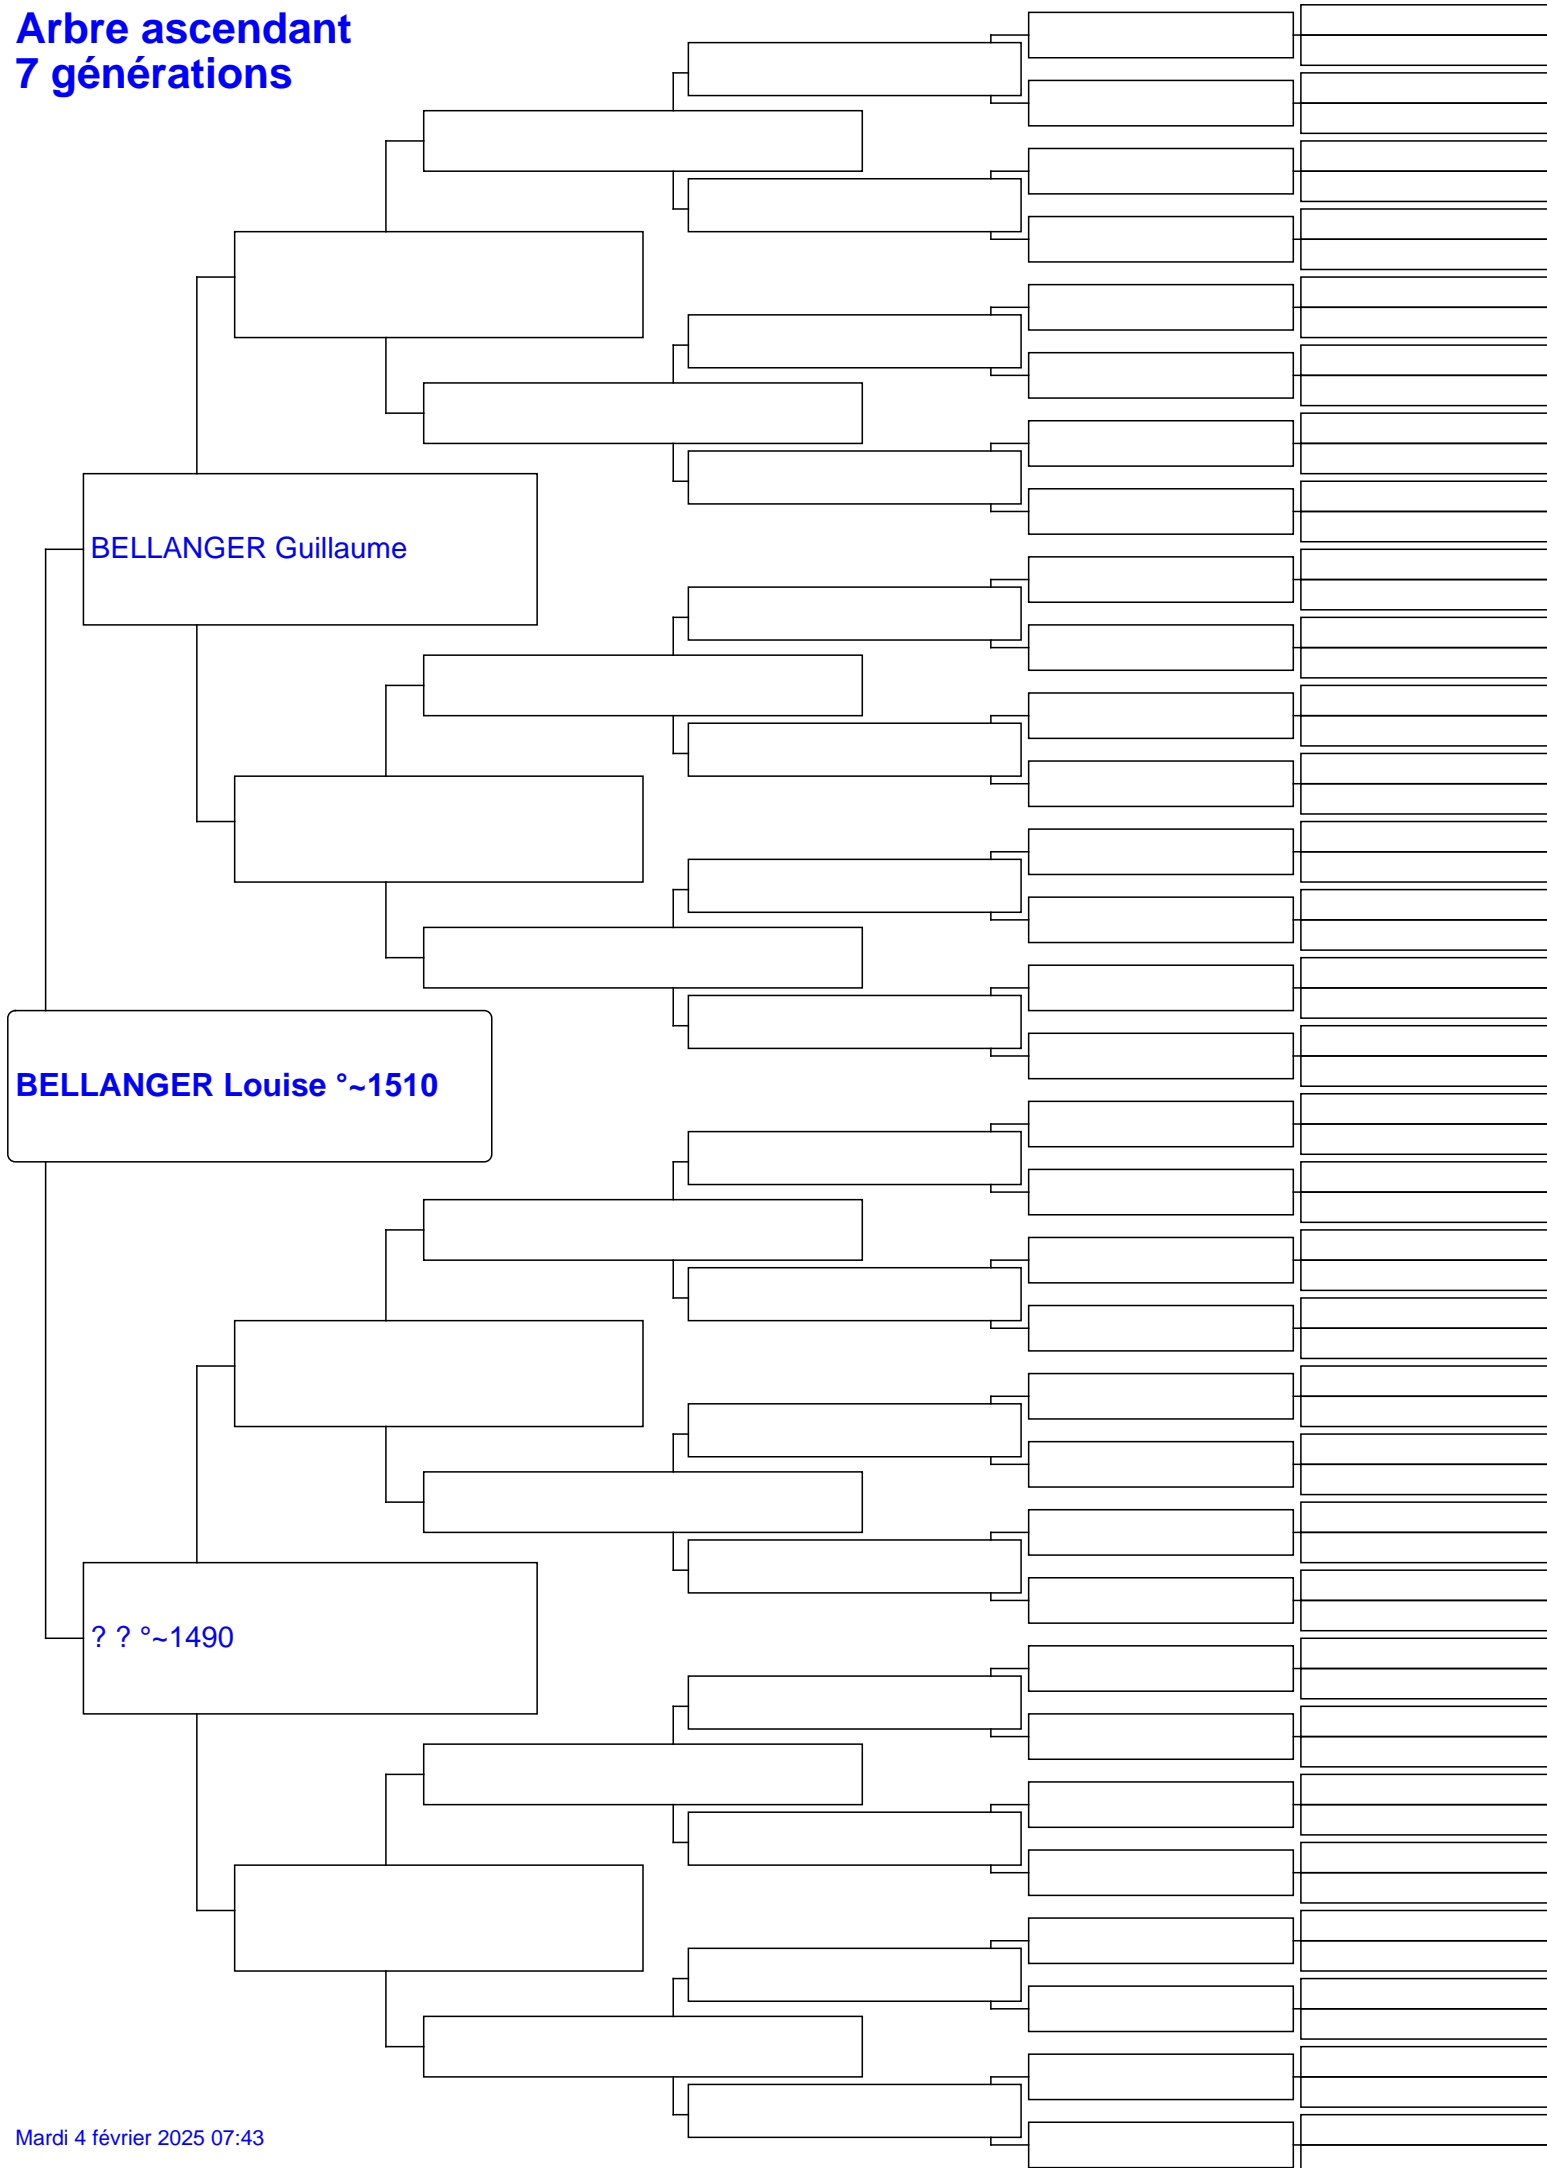 Arbre ascendant
7 générations
BELLANGER Guillaume
BELLANGER Louise °~1510
? ? °~1490
Mardi 4 février 2025 07:43